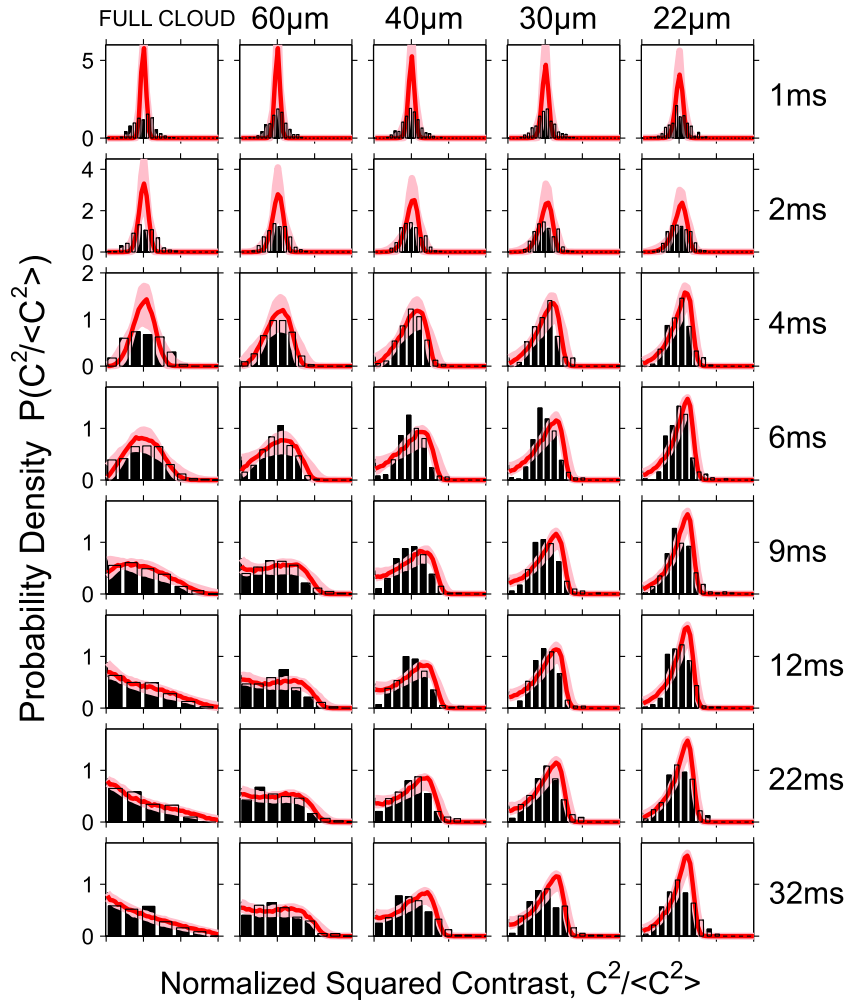 FULL CLOUD 60µm 40µm 30µm 22µm
5
0
1ms
4
2
0
2ms
2
1
0
4ms
1
0
6ms
1
0
9ms
1
0
12ms
1
0
22ms
1
0
32ms
Probability Density P(C²/<C²>)
Normalized Squared Contrast, C²/<C²>